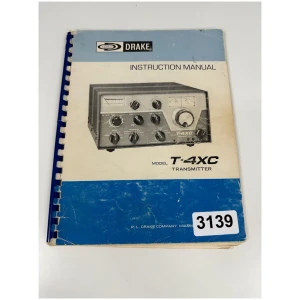 DRAKE
INSTRUCTION MANUAL
MODEL T-4XC
TRANSMITTER
R. L. DRAKE COMPANY
3139